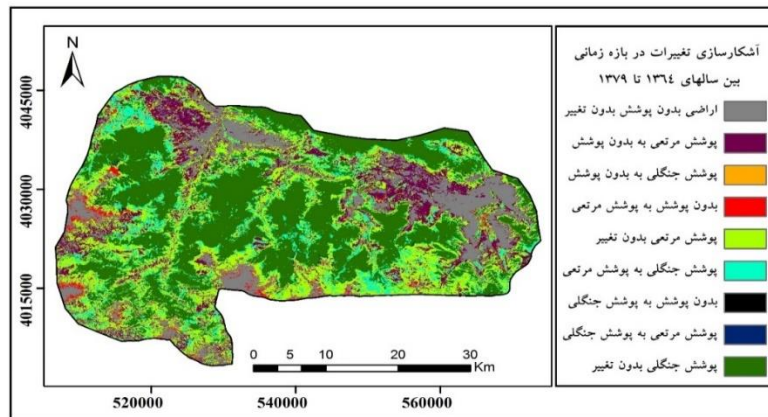 آشکارسازی تغییرات در بازه زمانی
بین سالهای ۱۳۶۴ تا ۱۳۷۹
اراضی بدون پوشش بدون تغییر
پوشش مرتعی به بدون پوشش
پوشش جنگلی به بدون پوشش
بدون پوشش به پوشش مرتعی
پوشش مرتعی بدون تغییر
پوشش جنگلی به پوشش مرتعی
بدون پوشش به پوشش جنگلی
پوشش مرتعی به پوشش جنگلی
پوشش جنگلی بدون تغییر
N
4045000
4030000
4015000
0 5 10 20 30
Km
520000 540000 560000